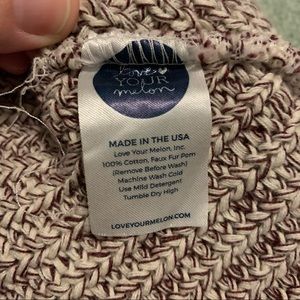 Love
YOUR
melon
MADE IN THE USA
Love Your Melon, Inc.
100% Cotton, Faux Fur Pom
(Remove Before Wash)
Machine Wash Cold
Use Mild Detergent
Tumble Dry High
LOVEYOURMELON.COM